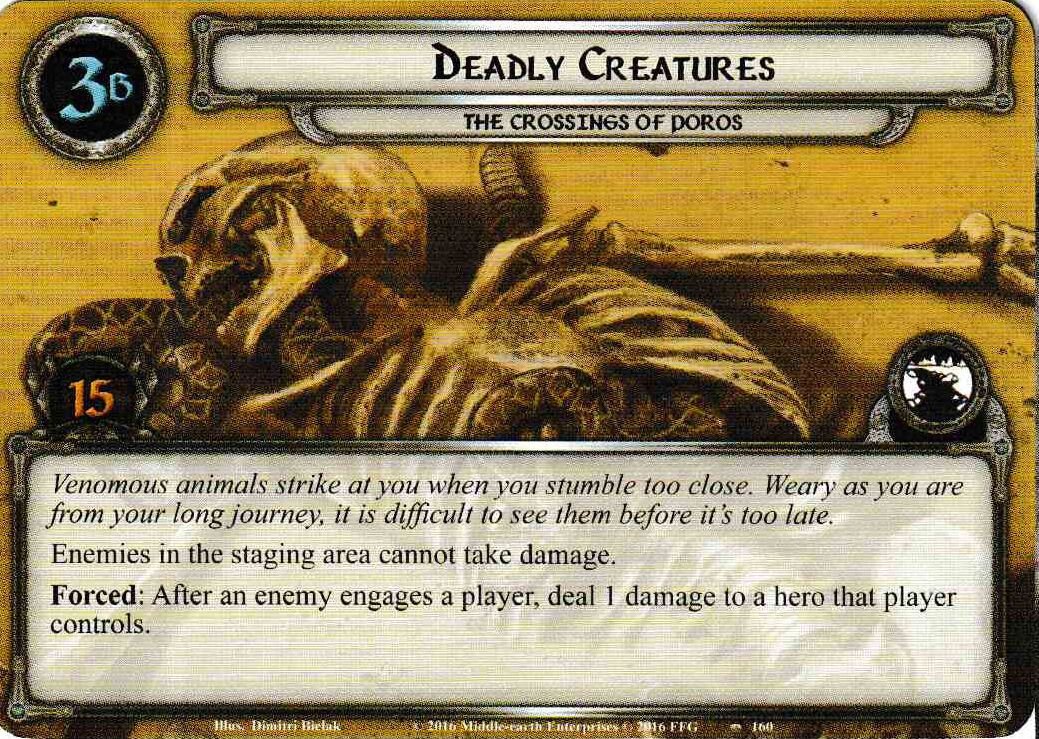 3B
DEADLY CREATURES
THE CROSSINGS OF POROS
15
Venomous animals strike at you when you stumble too close. Weary as you are
from your long journey, it is difficult to see them before it's too late.
Enemies in the staging area cannot take damage.
Forced: After an enemy engages a player, deal 1 damage to a hero that player
controls.
Illus. Dimitri Bielak © 2016 Middle-earth Enterprises © 2016 FFG 160